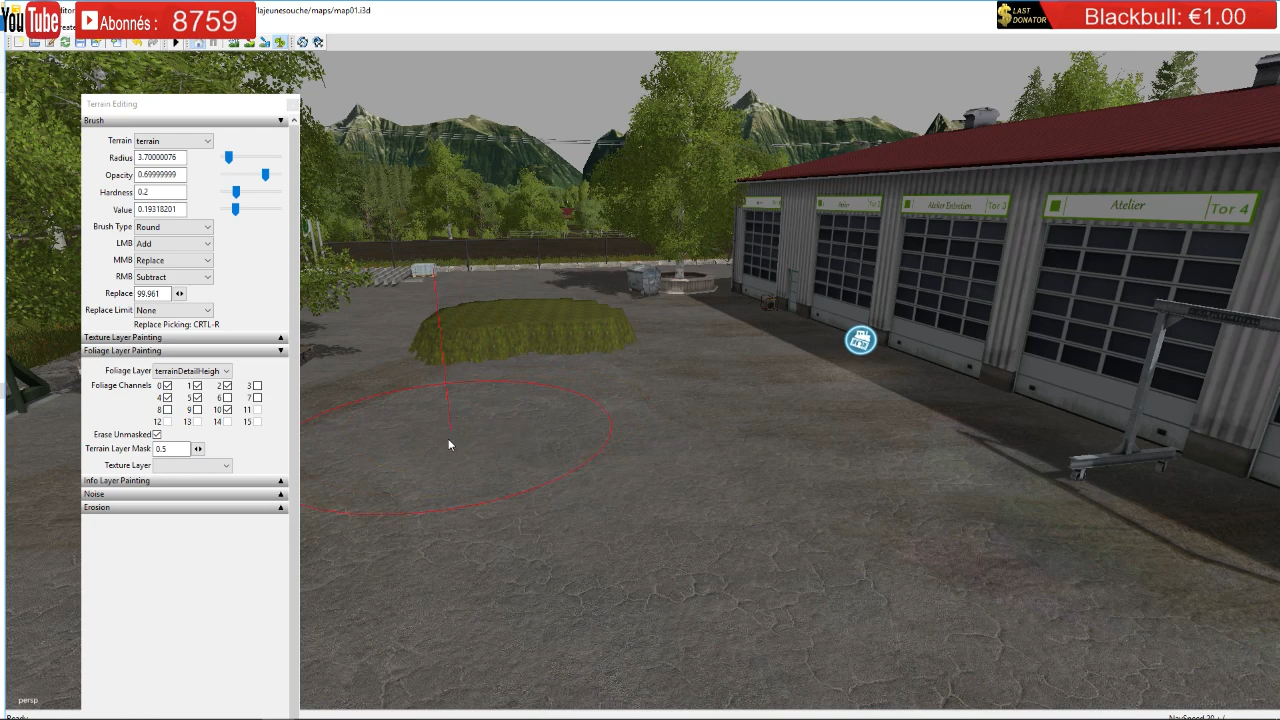 You Tube
Abonnés : 8759
lajeunesouche/maps/map01.i3d
LAST DONATOR
Blackbull: €1.00
Terrain Editing
Brush
Terrain terrain
Radius 3.70000076
Opacity 0.69999999
Hardness 0.2
Value 0.19318201
Brush Type Round
LMB Add
MMB Replace
RMB Subtract
Replace 99.961
Replace Limit None
Replace Picking: CRTL-R
Texture Layer Painting
Foliage Layer Painting
Foliage Layer terrainDetailHeigh
Foliage Channels 0 1 2 3
4 5 6 7
8 9 10 11
12 13 14 15
Erase Unmasked
Terrain Layer Mask 0.5
Texture Layer
Info Layer Painting
Noise
Erosion
Atelier
Atelier Entretien Tor 3
Atelier Tor 4
persp